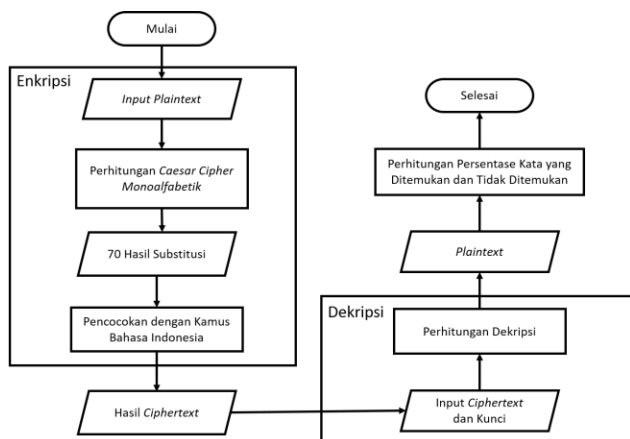 Mulai
Enkripsi
Input Plaintext
Perhitungan Caesar Cipher
Monoalfabetik
70 Hasil Substitusi
Pencocokan dengan Kamus
Bahasa Indonesia
Hasil Ciphertext
Selesai
Perhitungan Persentase Kata yang
Ditemukan dan Tidak Ditemukan
Plaintext
Dekripsi
Perhitungan Dekripsi
Input Ciphertext
dan Kunci